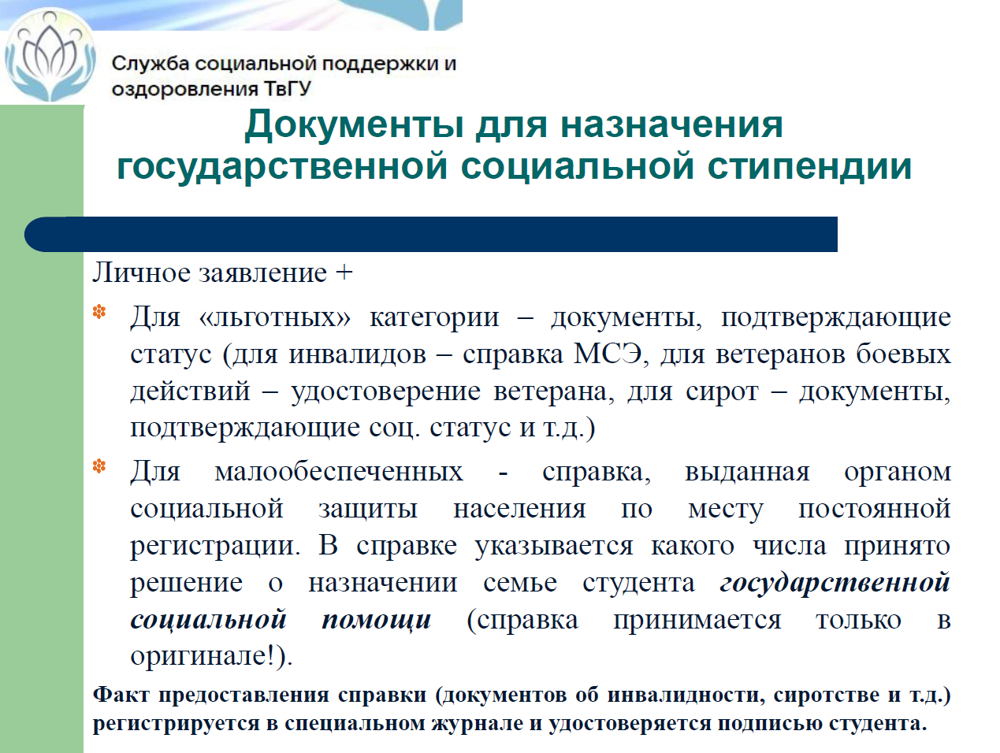 Служба социальной поддержки и
оздоровления ТвГУ
Документы для назначения
государственной социальной стипендии
Личное заявление +
Для «льготных» категории – документы, подтверждающие
статус (для инвалидов – справка МСЭ, для ветеранов боевых
действий – удостоверение ветерана, для сирот – документы,
подтверждающие соц. статус и т.д.)
Для малообеспеченных - справка, выданная органом
социальной защиты населения по месту постоянной
регистрации. В справке указывается какого числа принято
решение о назначении семье студента государственной
социальной помощи (справка принимается только в
оригинале!).
Факт предоставления справки (документов об инвалидности, сиротстве и т.д.)
регистрируется в специальном журнале и удостоверяется подписью студента.